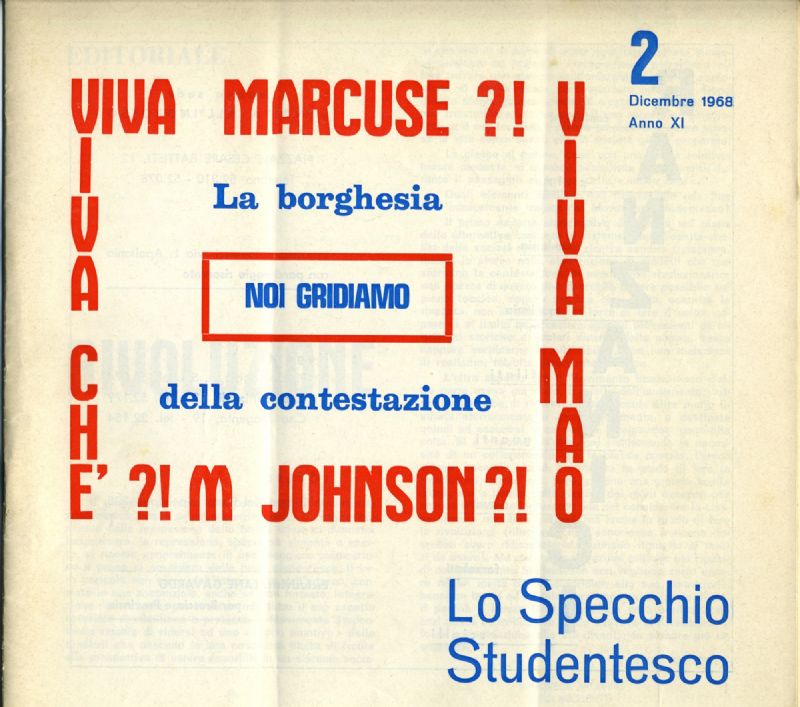 2
Dicembre 1968
Anno XI
VIVA MARCUSE ?!
VIVA CHE' ?!
VIVA MAO
La borghesia
NOI GRIDIAMO
della contestazione
M JOHNSON ?!
Lo Specchio
Studentesco